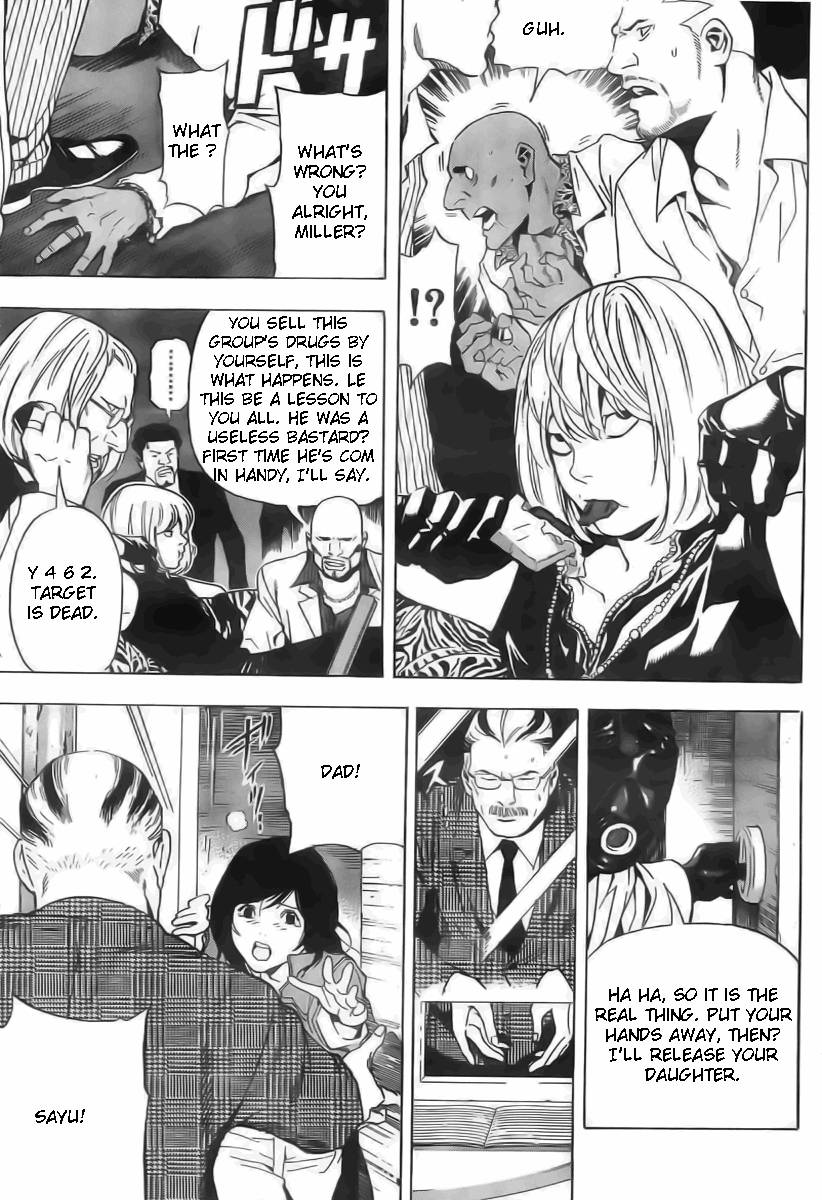 GUH.
!?
ドサ
WHAT
THE ?
WHAT'S
WRONG?
YOU
ALRIGHT,
MILLER?
YOU SELL THIS
GROUP'S DRUGS BY
YOURSELF, THIS IS
WHAT HAPPENS. LE
THIS BE A LESSON TO
YOU ALL. HE WAS A
USELESS BASTARD?
FIRST TIME HE'S COM
IN HANDY, I'LL SAY.
........
Y 4 6 2.
TARGET
IS DEAD.
HA HA, SO IT IS THE
REAL THING. PUT YOUR
HANDS AWAY, THEN?
I'LL RELEASE YOUR
DAUGHTER.
ス
DAD!
ギィ...
SAYU!